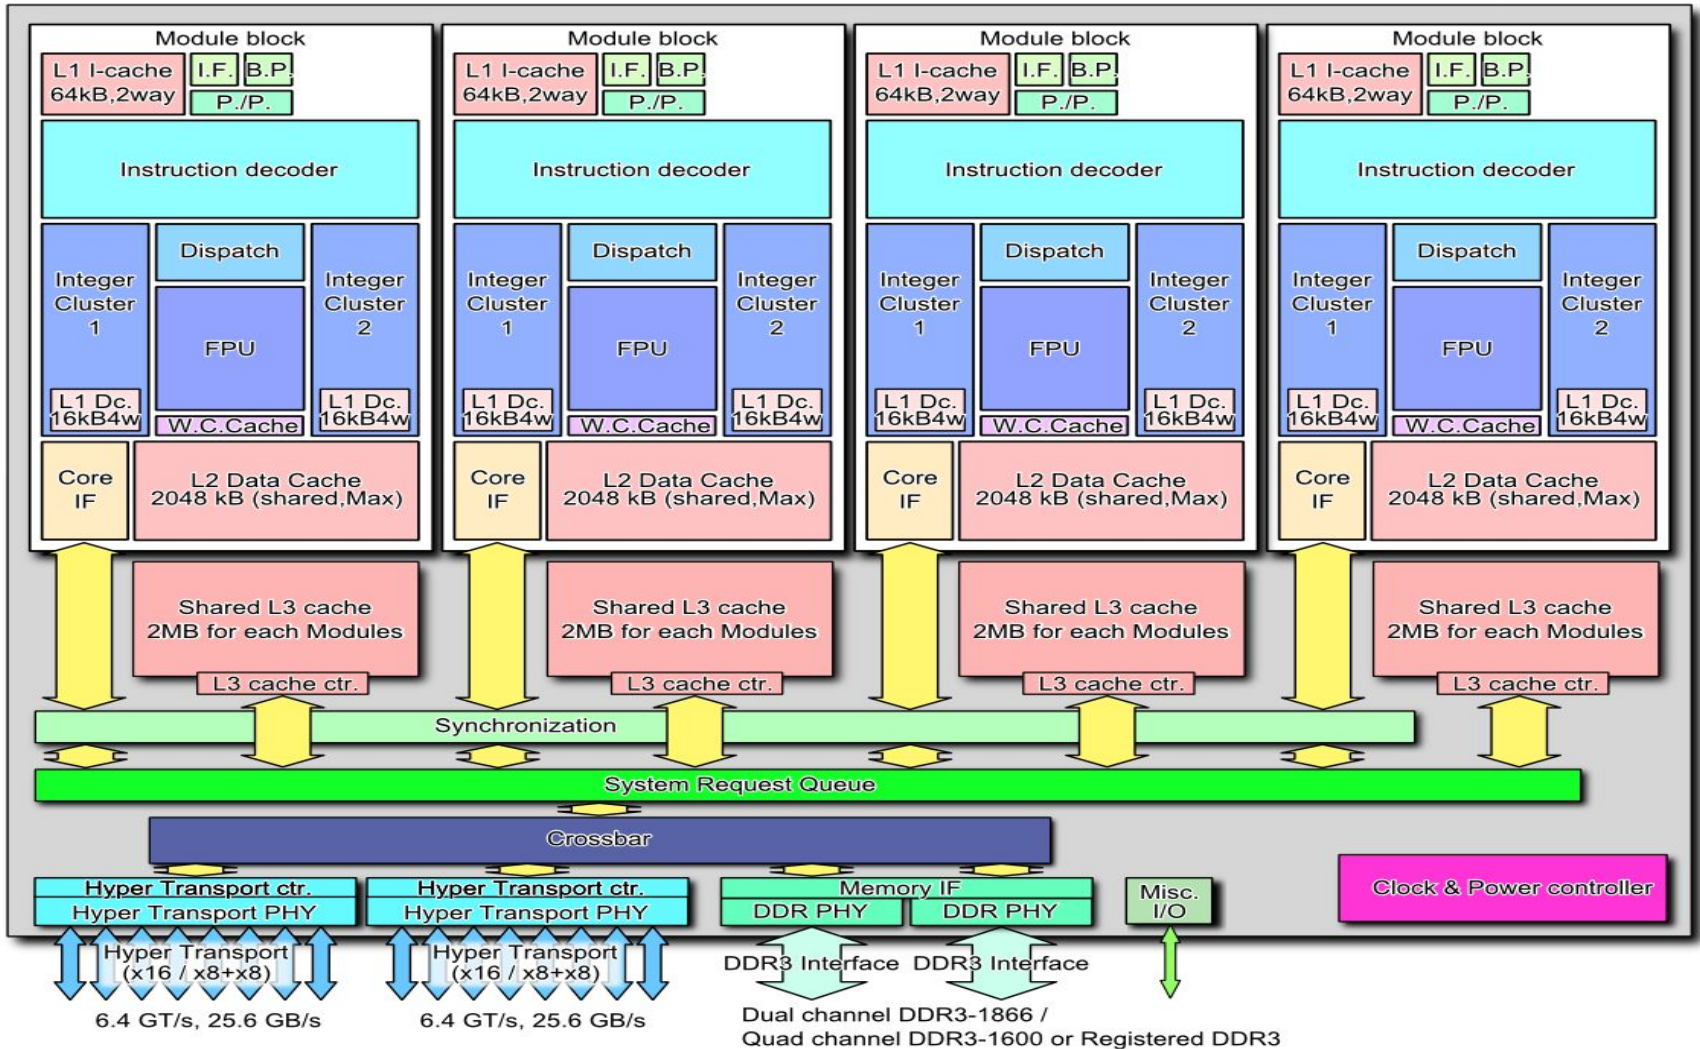 Module block
L1 I-cache
64kB,2way
I.F.
B.P.
P./P.
Instruction decoder
Integer
Cluster
1
Dispatch
FPU
Integer
Cluster
2
L1 Dc.
16kB4w
W.C.Cache
L1 Dc.
16kB4w
Core
IF
L2 Data Cache
2048 kB (shared,Max)
Module block
L1 I-cache
64kB,2way
I.F.
B.P.
P./P.
Instruction decoder
Integer
Cluster
1
Dispatch
FPU
Integer
Cluster
2
L1 Dc.
16kB4w
W.C.Cache
L1 Dc.
16kB4w
Core
IF
L2 Data Cache
2048 kB (shared,Max)
Module block
L1 I-cache
64kB,2way
I.F.
B.P.
P./P.
Instruction decoder
Integer
Cluster
1
Dispatch
FPU
Integer
Cluster
2
L1 Dc.
16kB4w
W.C.Cache
L1 Dc.
16kB4w
Core
IF
L2 Data Cache
2048 kB (shared,Max)
Module block
L1 I-cache
64kB,2way
I.F.
B.P.
P./P.
Instruction decoder
Integer
Cluster
1
Dispatch
FPU
Integer
Cluster
2
L1 Dc.
16kB4w
W.C.Cache
L1 Dc.
16kB4w
Core
IF
L2 Data Cache
2048 kB (shared,Max)
Shared L3 cache
2MB for each Modules
L3 cache ctr.
Shared L3 cache
2MB for each Modules
L3 cache ctr.
Shared L3 cache
2MB for each Modules
L3 cache ctr.
Shared L3 cache
2MB for each Modules
L3 cache ctr.
Synchronization
System Request Queue
Crossbar
Hyper Transport ctr.
Hyper Transport PHY
Hyper Transport
(x16 / x8+x8)
6.4 GT/s, 25.6 GB/s
Hyper Transport ctr.
Hyper Transport PHY
Hyper Transport
(x16 / x8+x8)
6.4 GT/s, 25.6 GB/s
Memory IF
DDR PHY
DDR PHY
DDR3 Interface
DDR3 Interface
Dual channel DDR3-1866 /
Quad channel DDR3-1600 or Registered DDR3
Misc.
I/O
Clock & Power controller